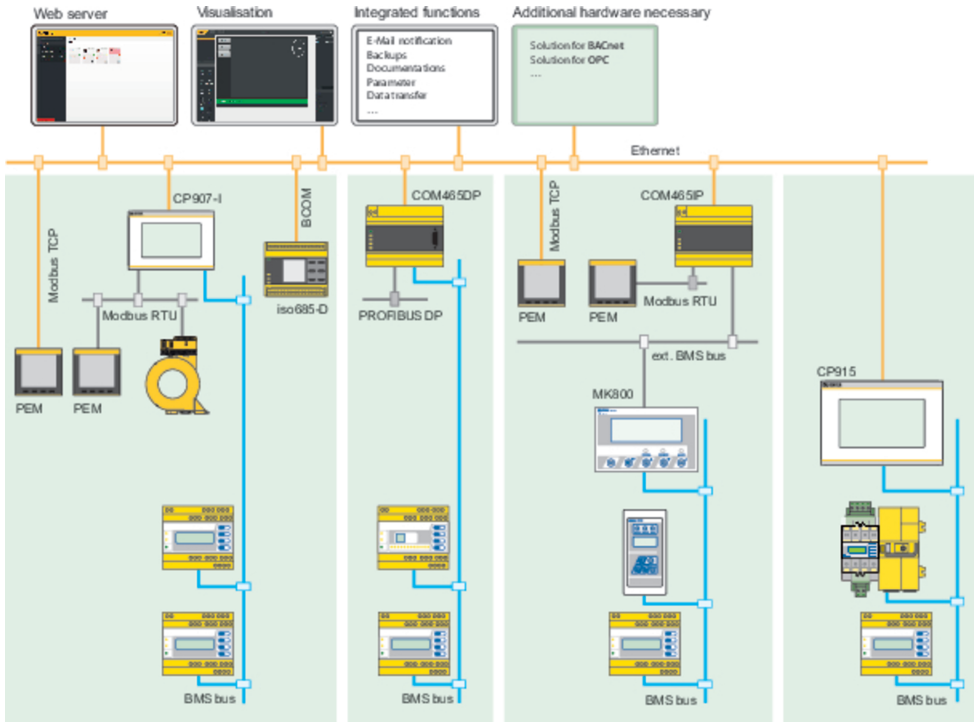 Web server
Visualisation
Integrated functions
Additional hardware necessary
E-Mail notification
Backups
Documentations
Parameter
Data transfer
...
Solution for BACnet
Solution for OPC
...
Ethernet
CP907-I
COM465DP
COM465IP
Modbus TCP
BCOM
Modbus TCP
iso685-D
Modbus RTU
PROFIBUS DP
PEM
PEM
Modbus RTU
ext. BMS bus
PEM
PEM
MK800
CP915
BMS bus
BMS bus
BMS bus
BMS bus